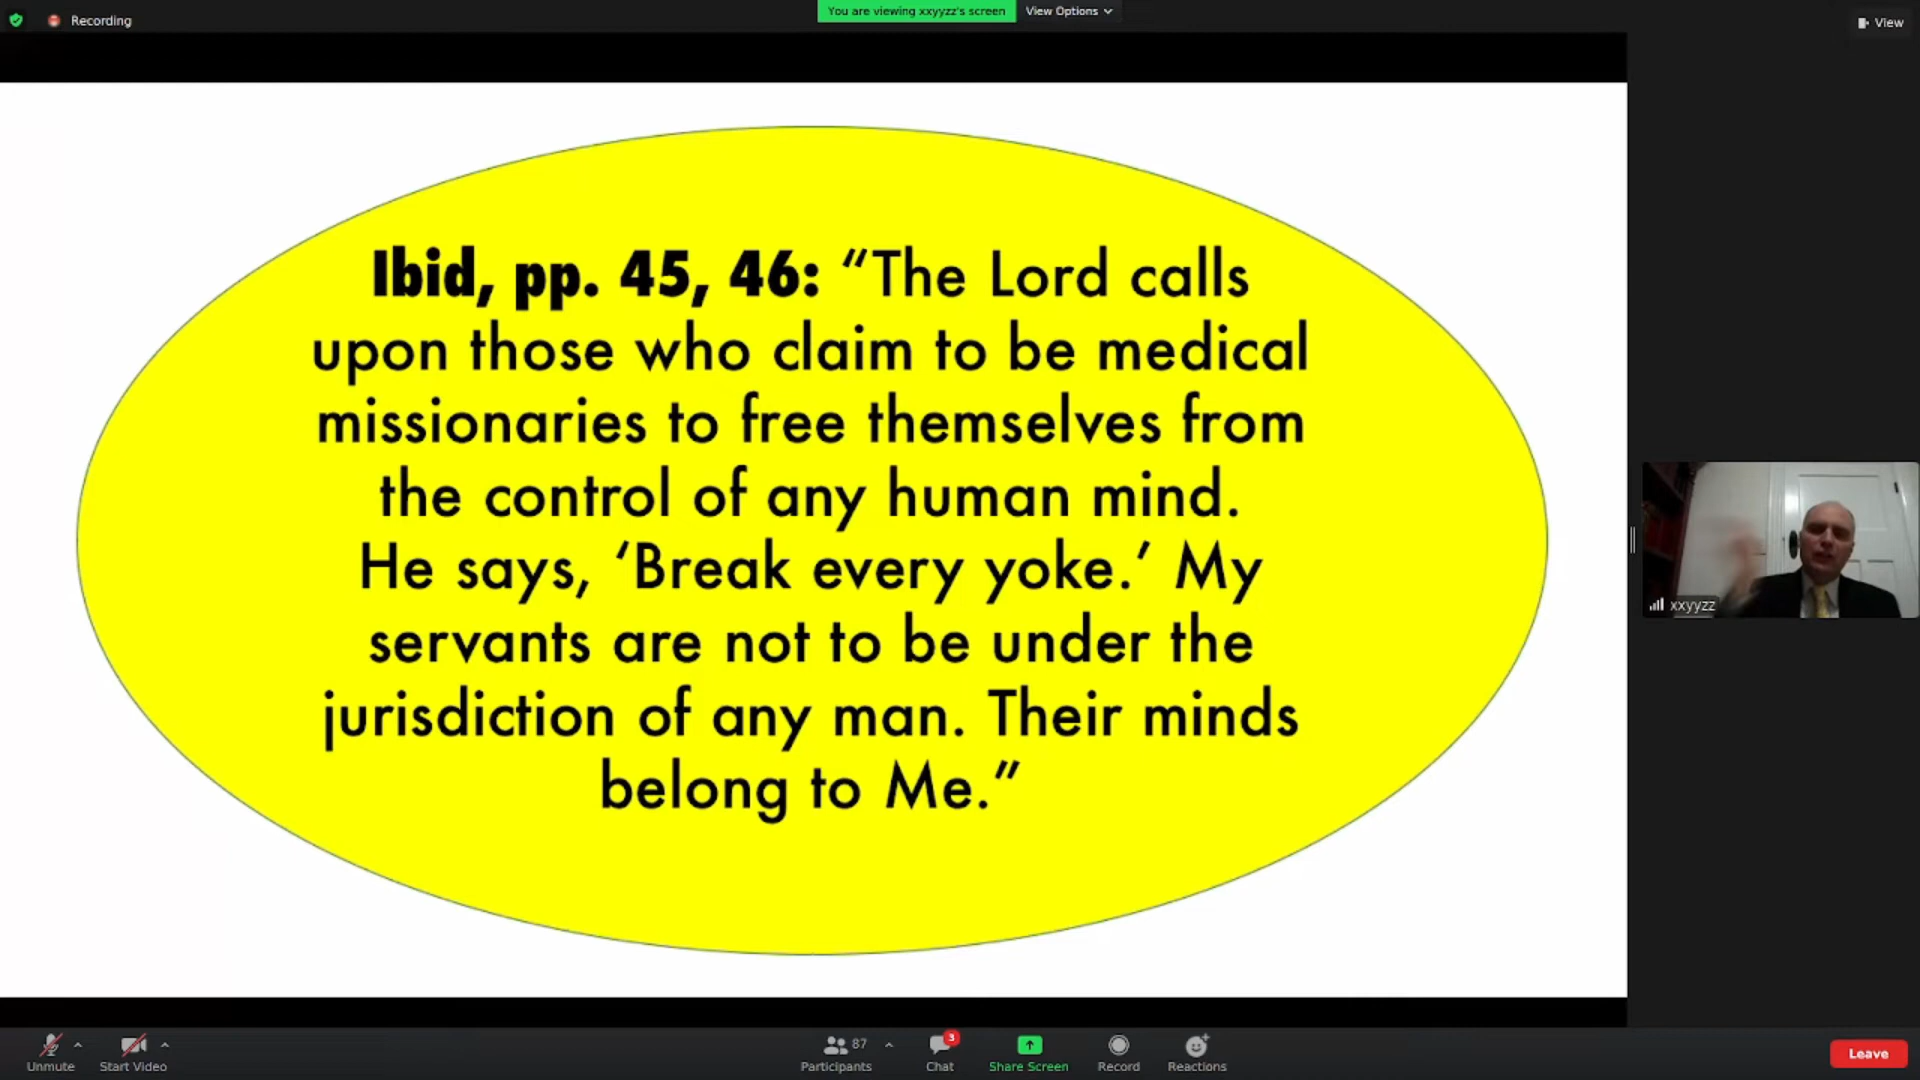 Recording
You are viewing xxyyzz's screen
View Options
View
Ibid, pp. 45, 46: “The Lord calls
upon those who claim to be medical
missionaries to free themselves from
the control of any human mind.
He says, ‘Break every yoke.’ My
servants are not to be under the
jurisdiction of any man. Their minds
belong to Me.”
xxyyzz
Unmute
Start Video
87
Participants
3
Chat
Share Screen
Record
Reactions
Leave